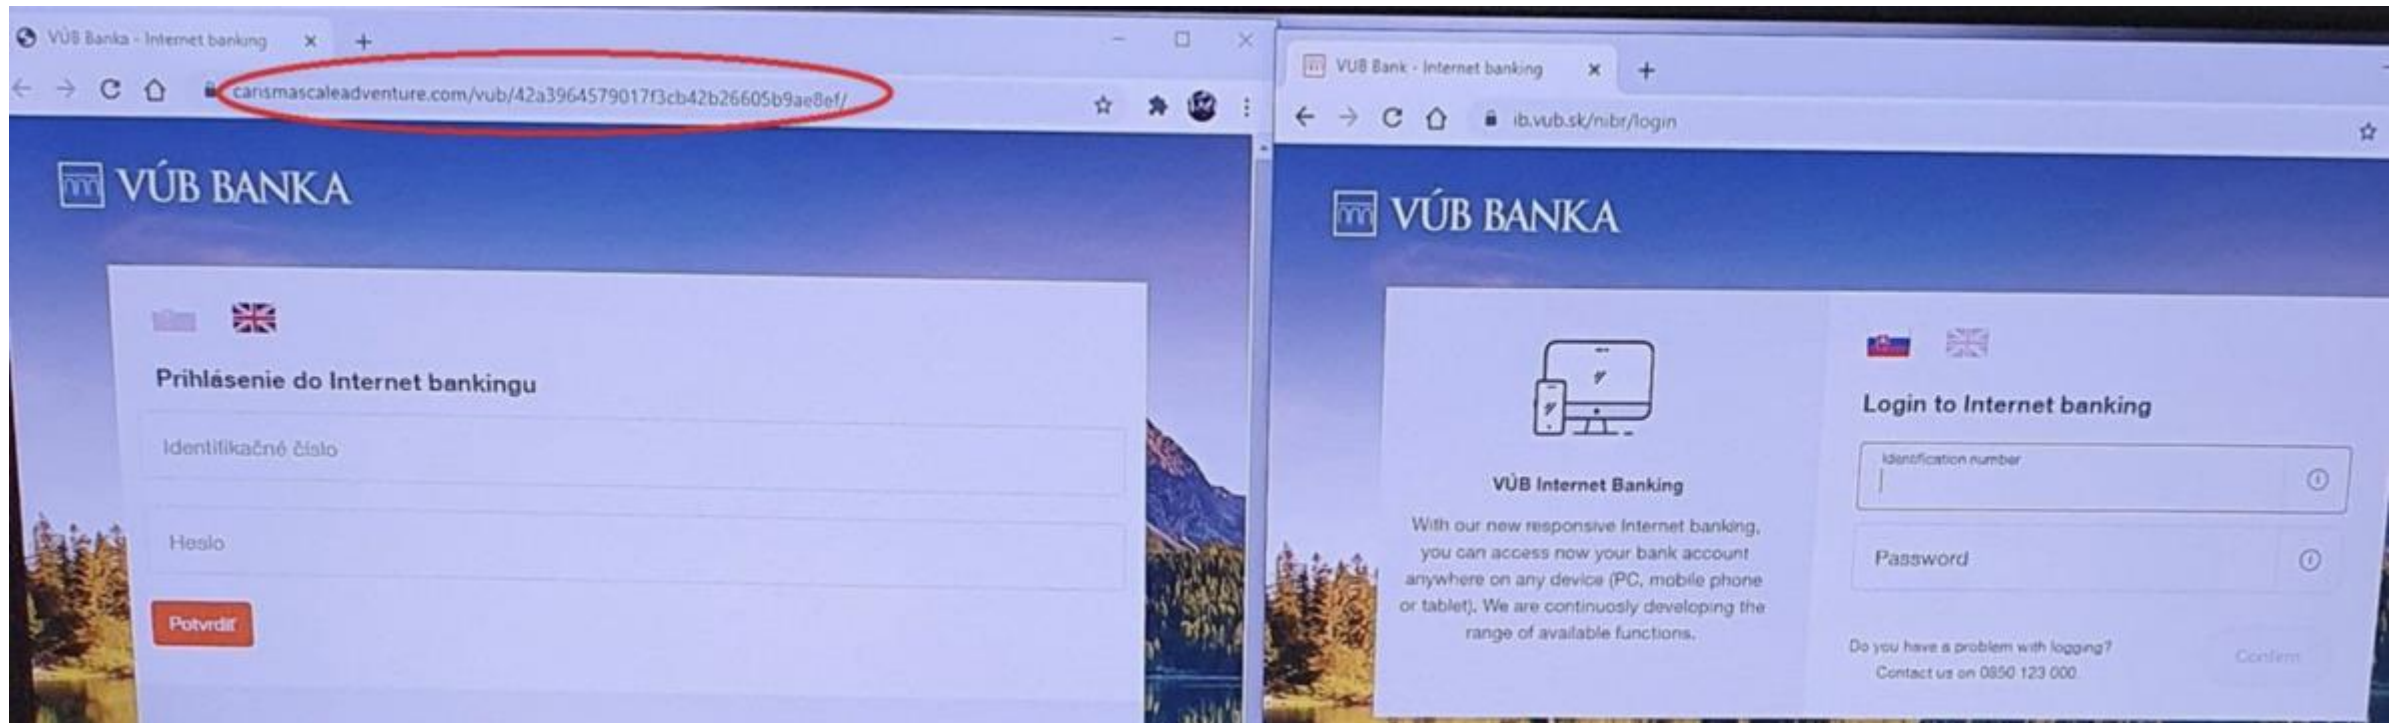 VÚB Banka - Internet banking
carismascaleadventure.com/vub/42a3964579017f3cb42b26605b9ae8ef/
VÚB BANKA
Prihlásenie do Internet bankingu
Identifikačné číslo
Heslo
Potvrdiť
VUB Bank - Internet banking
ib.vub.sk/nibr/login
VÚB BANKA
VÚB Internet Banking
With our new responsive Internet banking,
you can access now your bank account
anywhere on any device (PC, mobile phone
or tablet). We are continuosly developing the
range of available functions.
Login to Internet banking
Identification number
Password
Do you have a problem with logging?
Contact us on 0850 123 000
Confirm